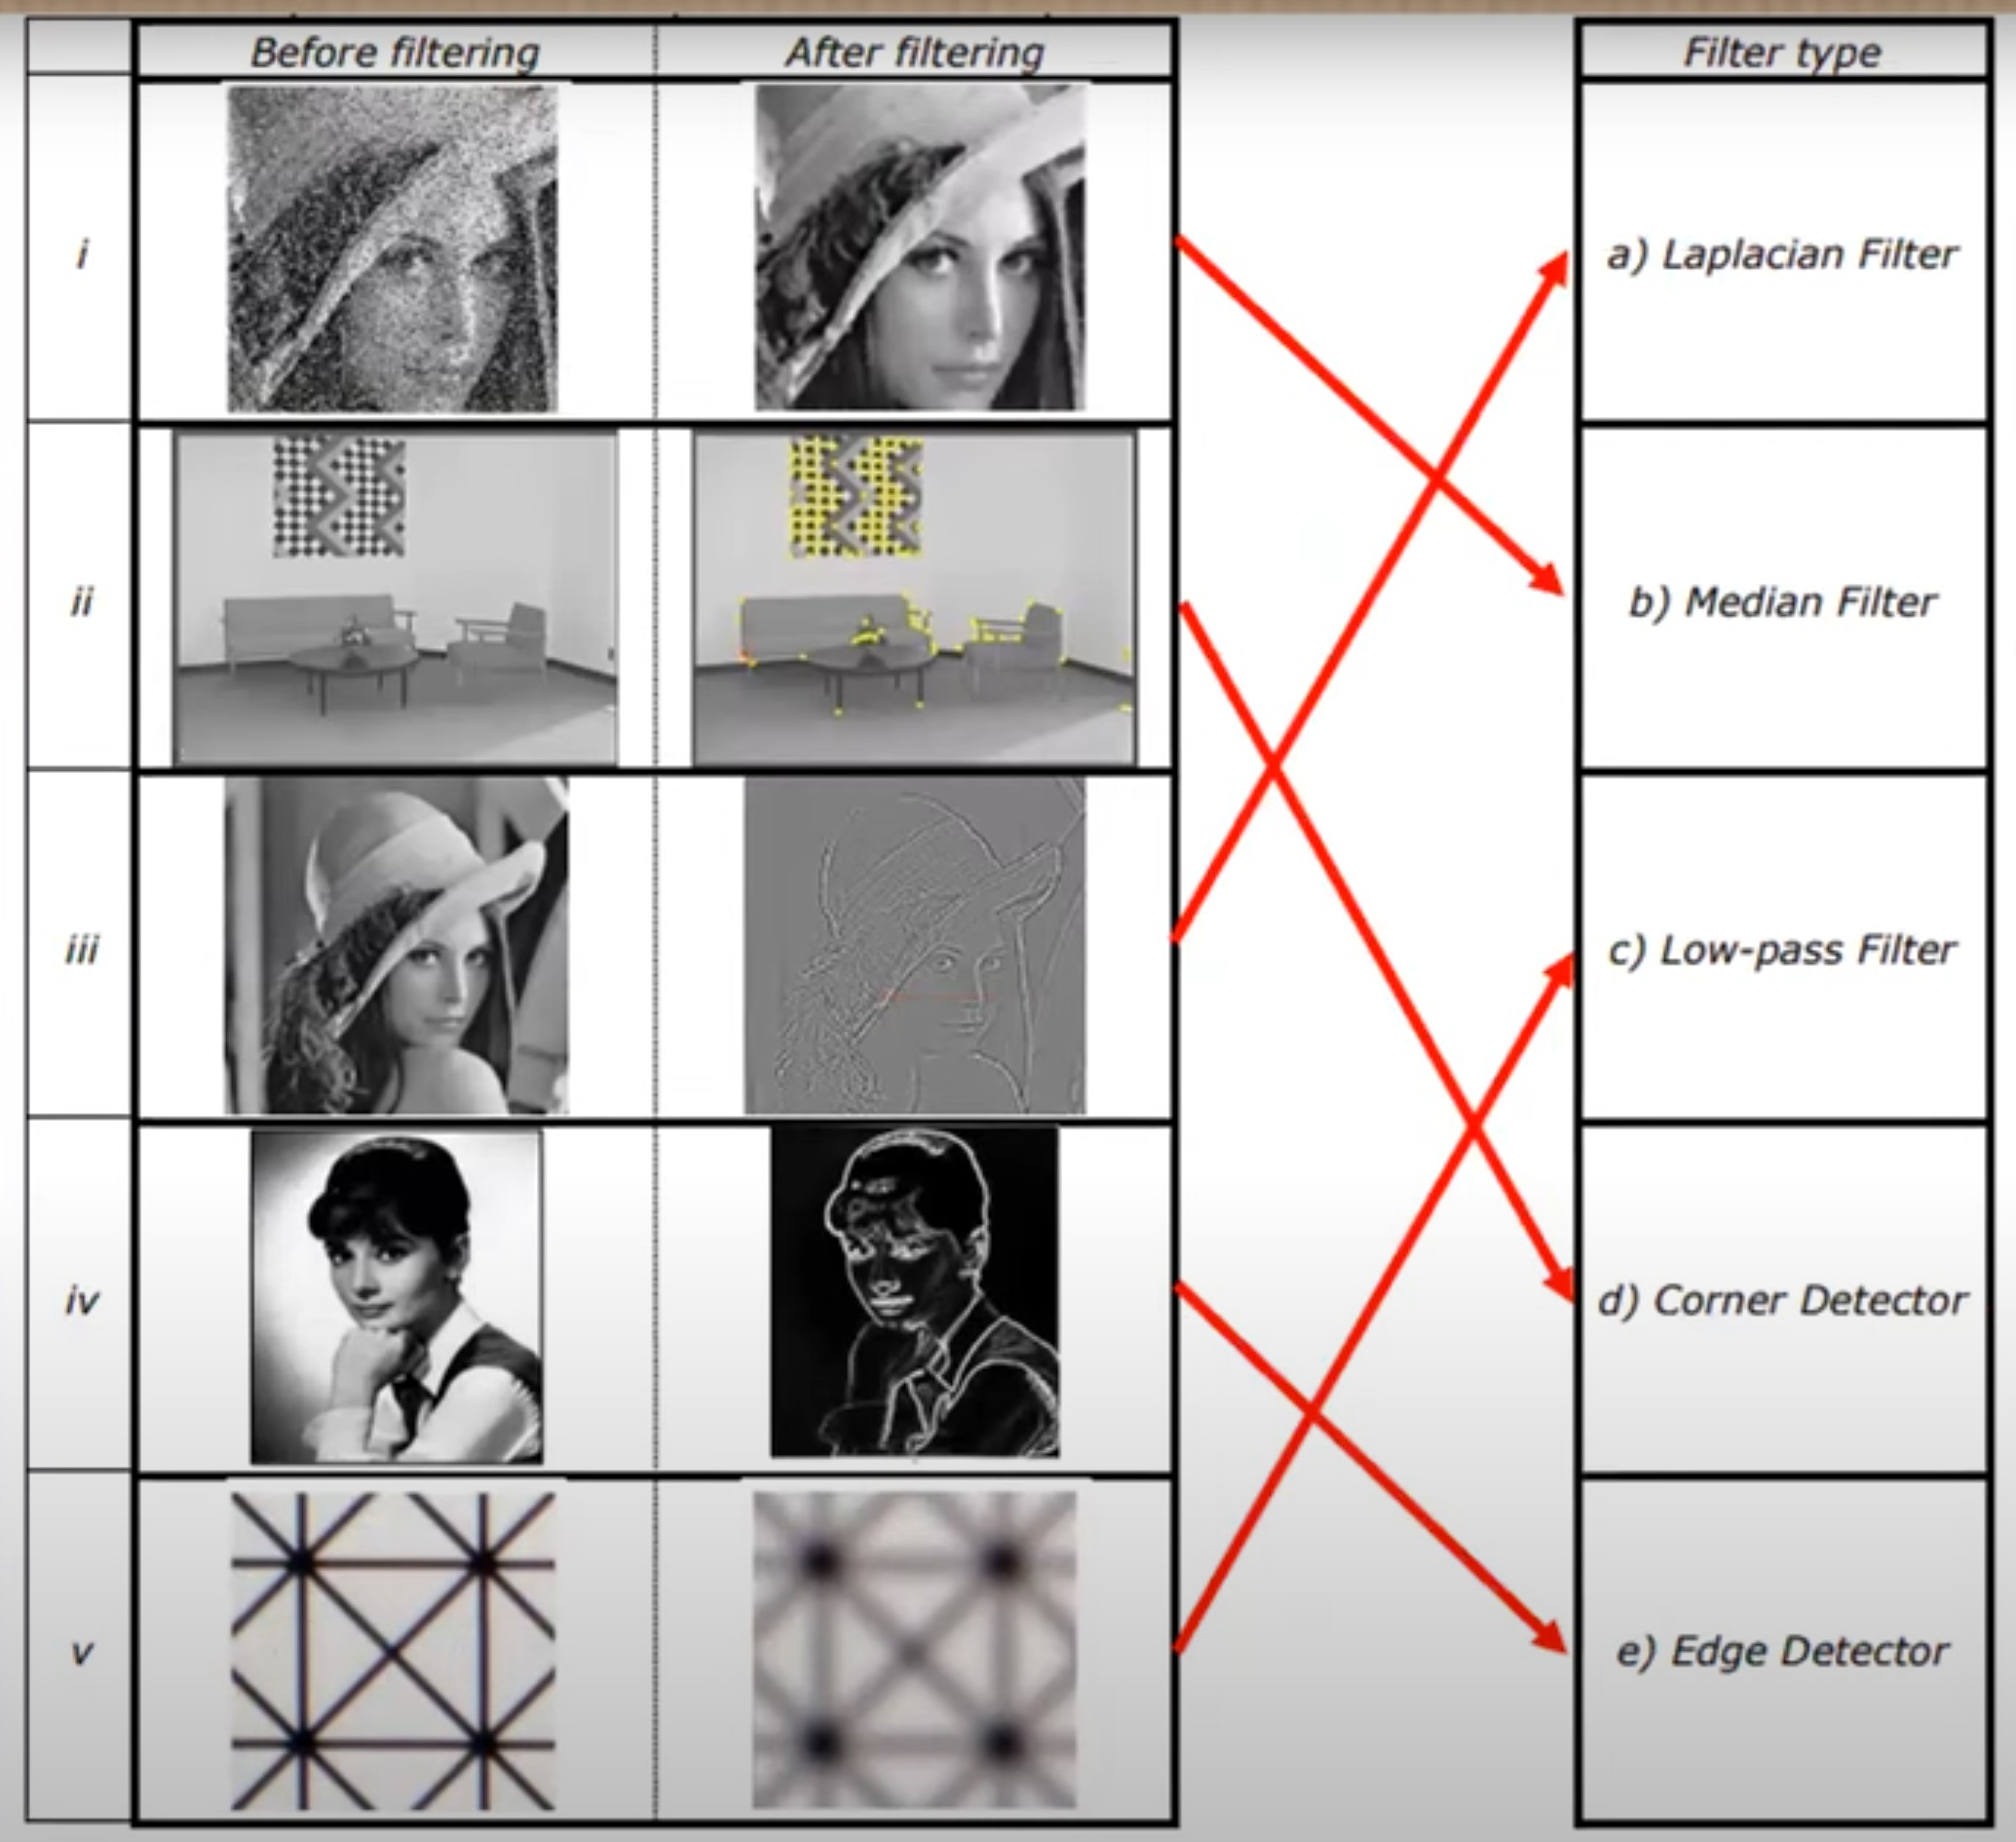 Before filtering After filtering Filter type
i a) Laplacian Filter
ii b) Median Filter
iii c) Low-pass Filter
iv d) Corner Detector
v e) Edge Detector